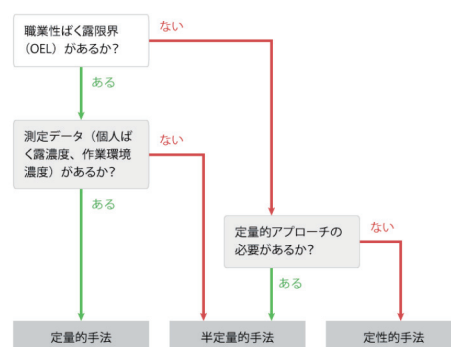 職業性ばく露限界
（OEL）があるか？
ない
ある
測定データ（個人ば
く露濃度、作業環境
濃度）があるか？
ない
ある
定量的アプローチの
必要があるか？
ない
ある
定量的手法
半定量的手法
定性的手法